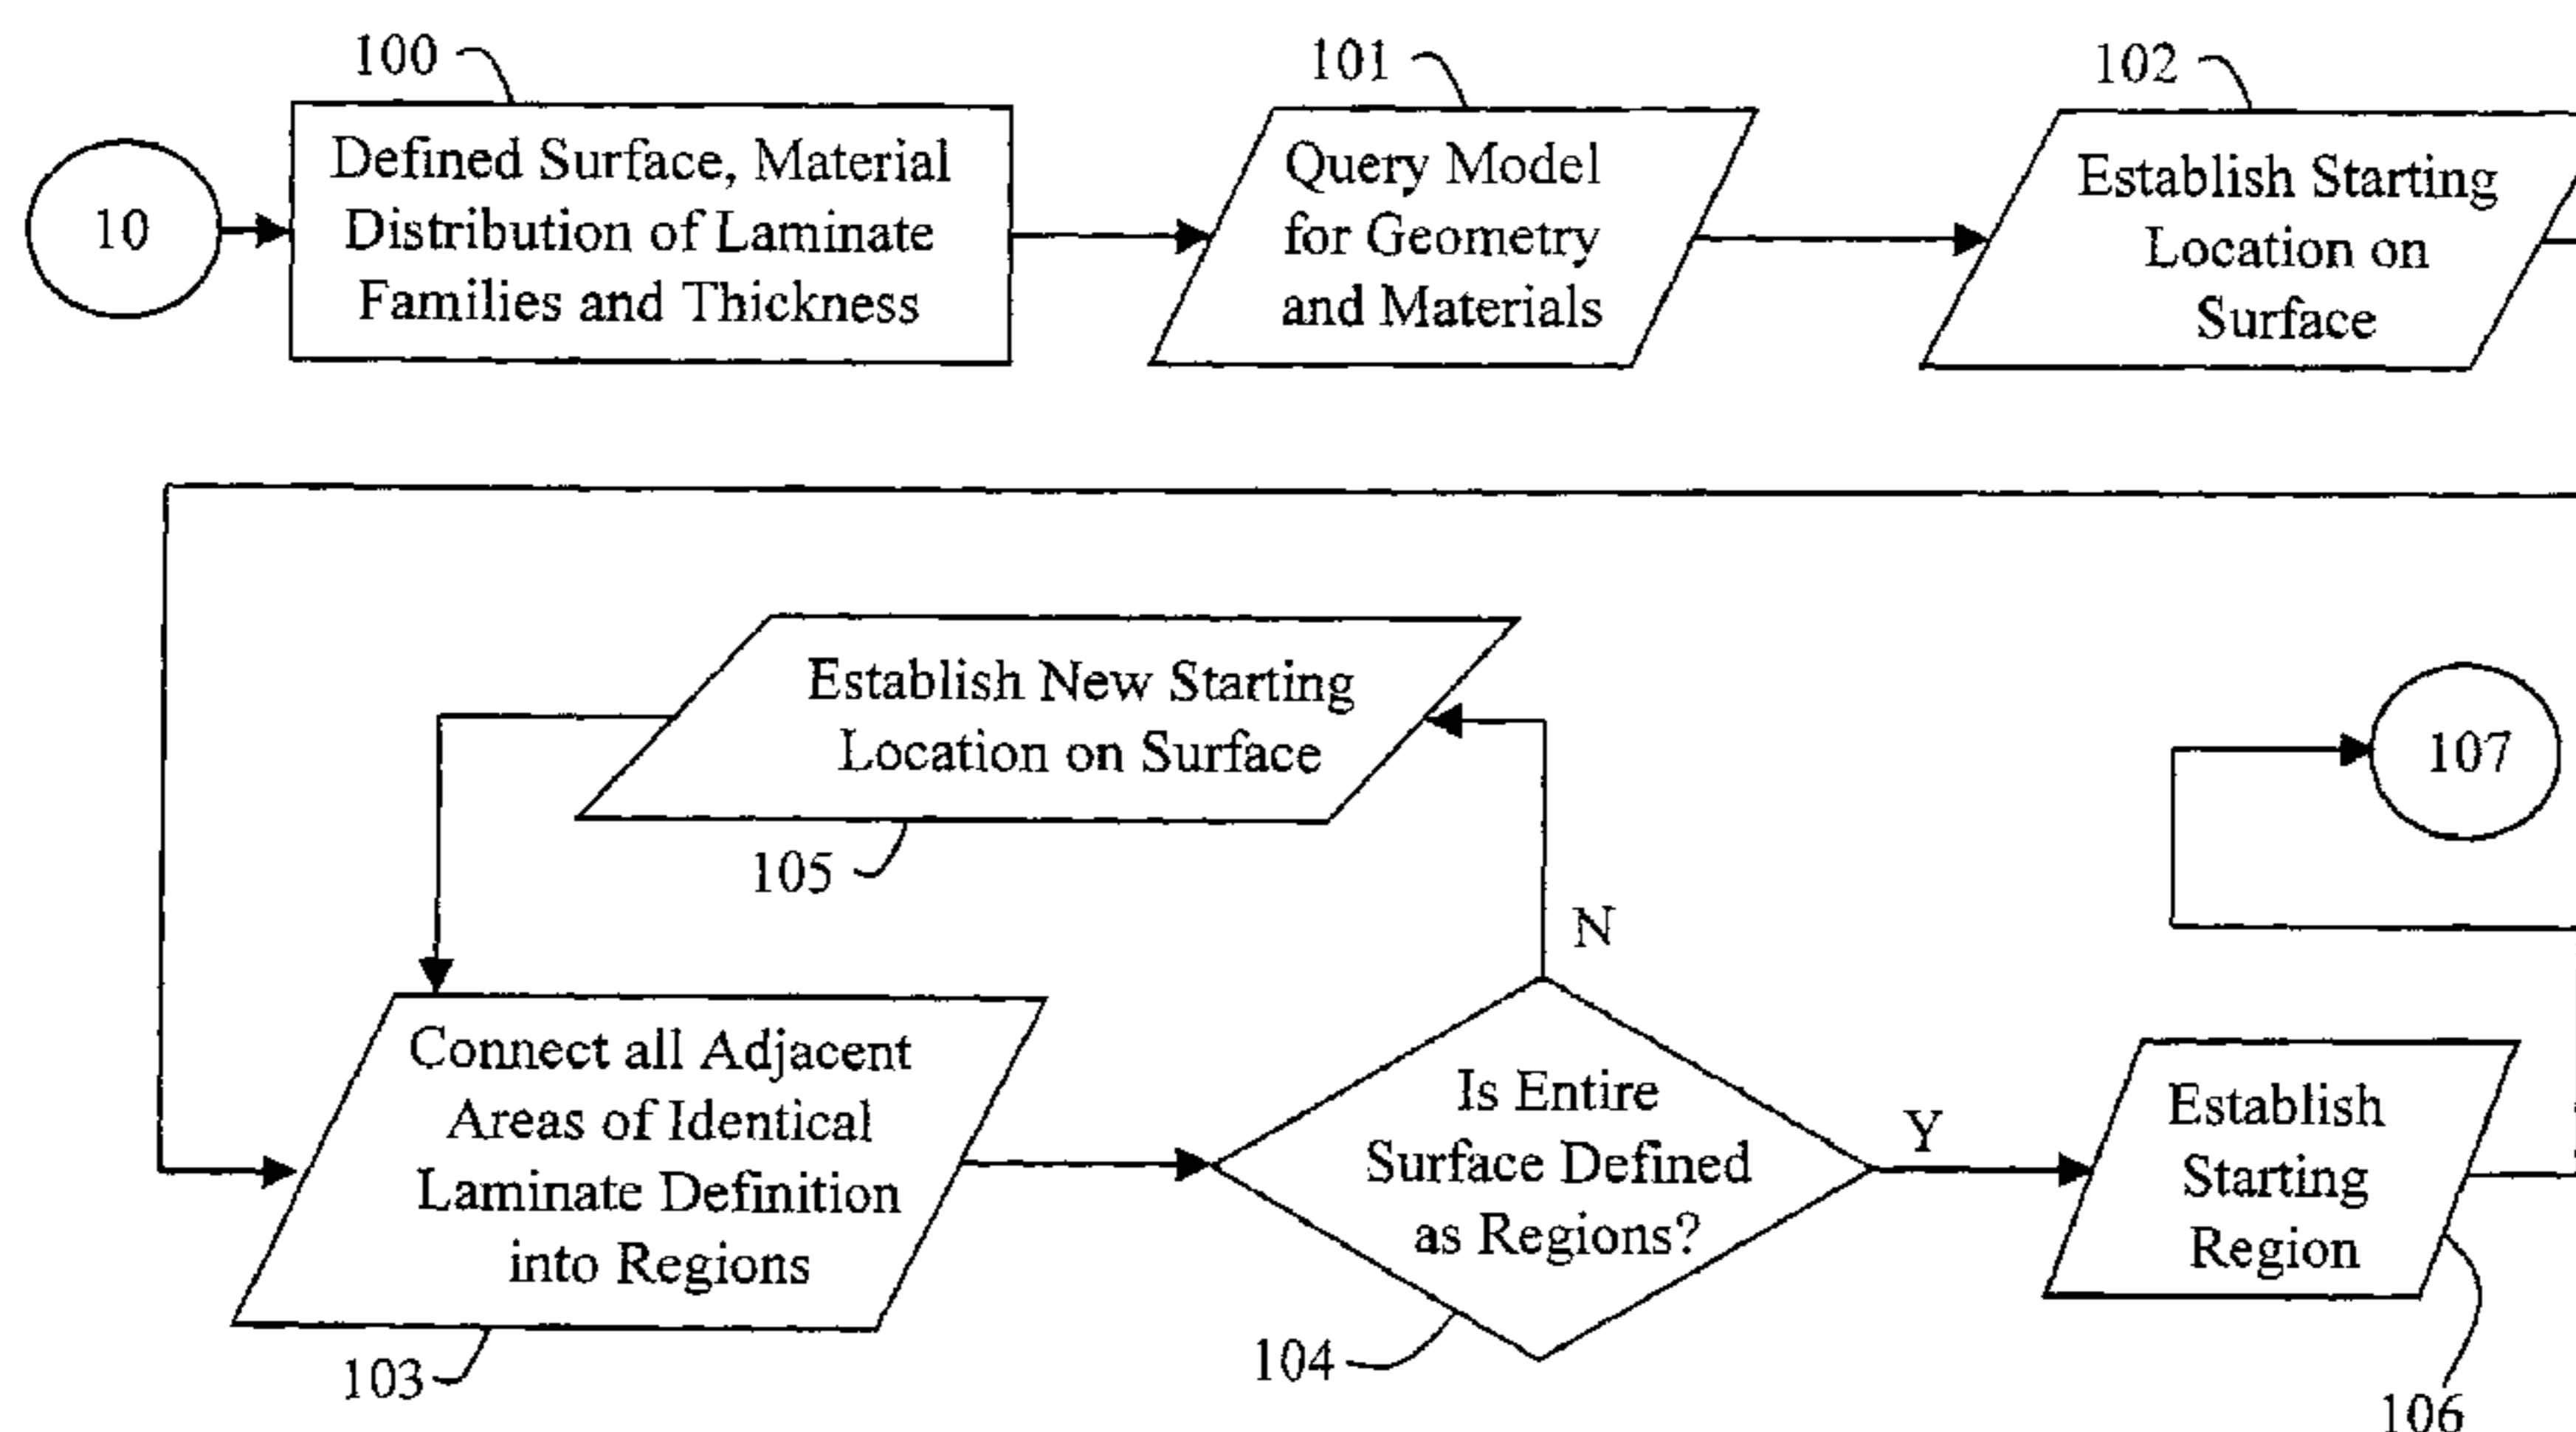 100
101
102
10
Defined Surface, Material
Distribution of Laminate
Families and Thickness
Query Model
for Geometry
and Materials
Establish Starting
Location on
Surface
Establish New Starting
Location on Surface
105
107
N
Connect all Adjacent
Areas of Identical
Laminate Definition
into Regions
103
Is Entire
Surface Defined
as Regions?
104
Y
Establish
Starting
Region
106